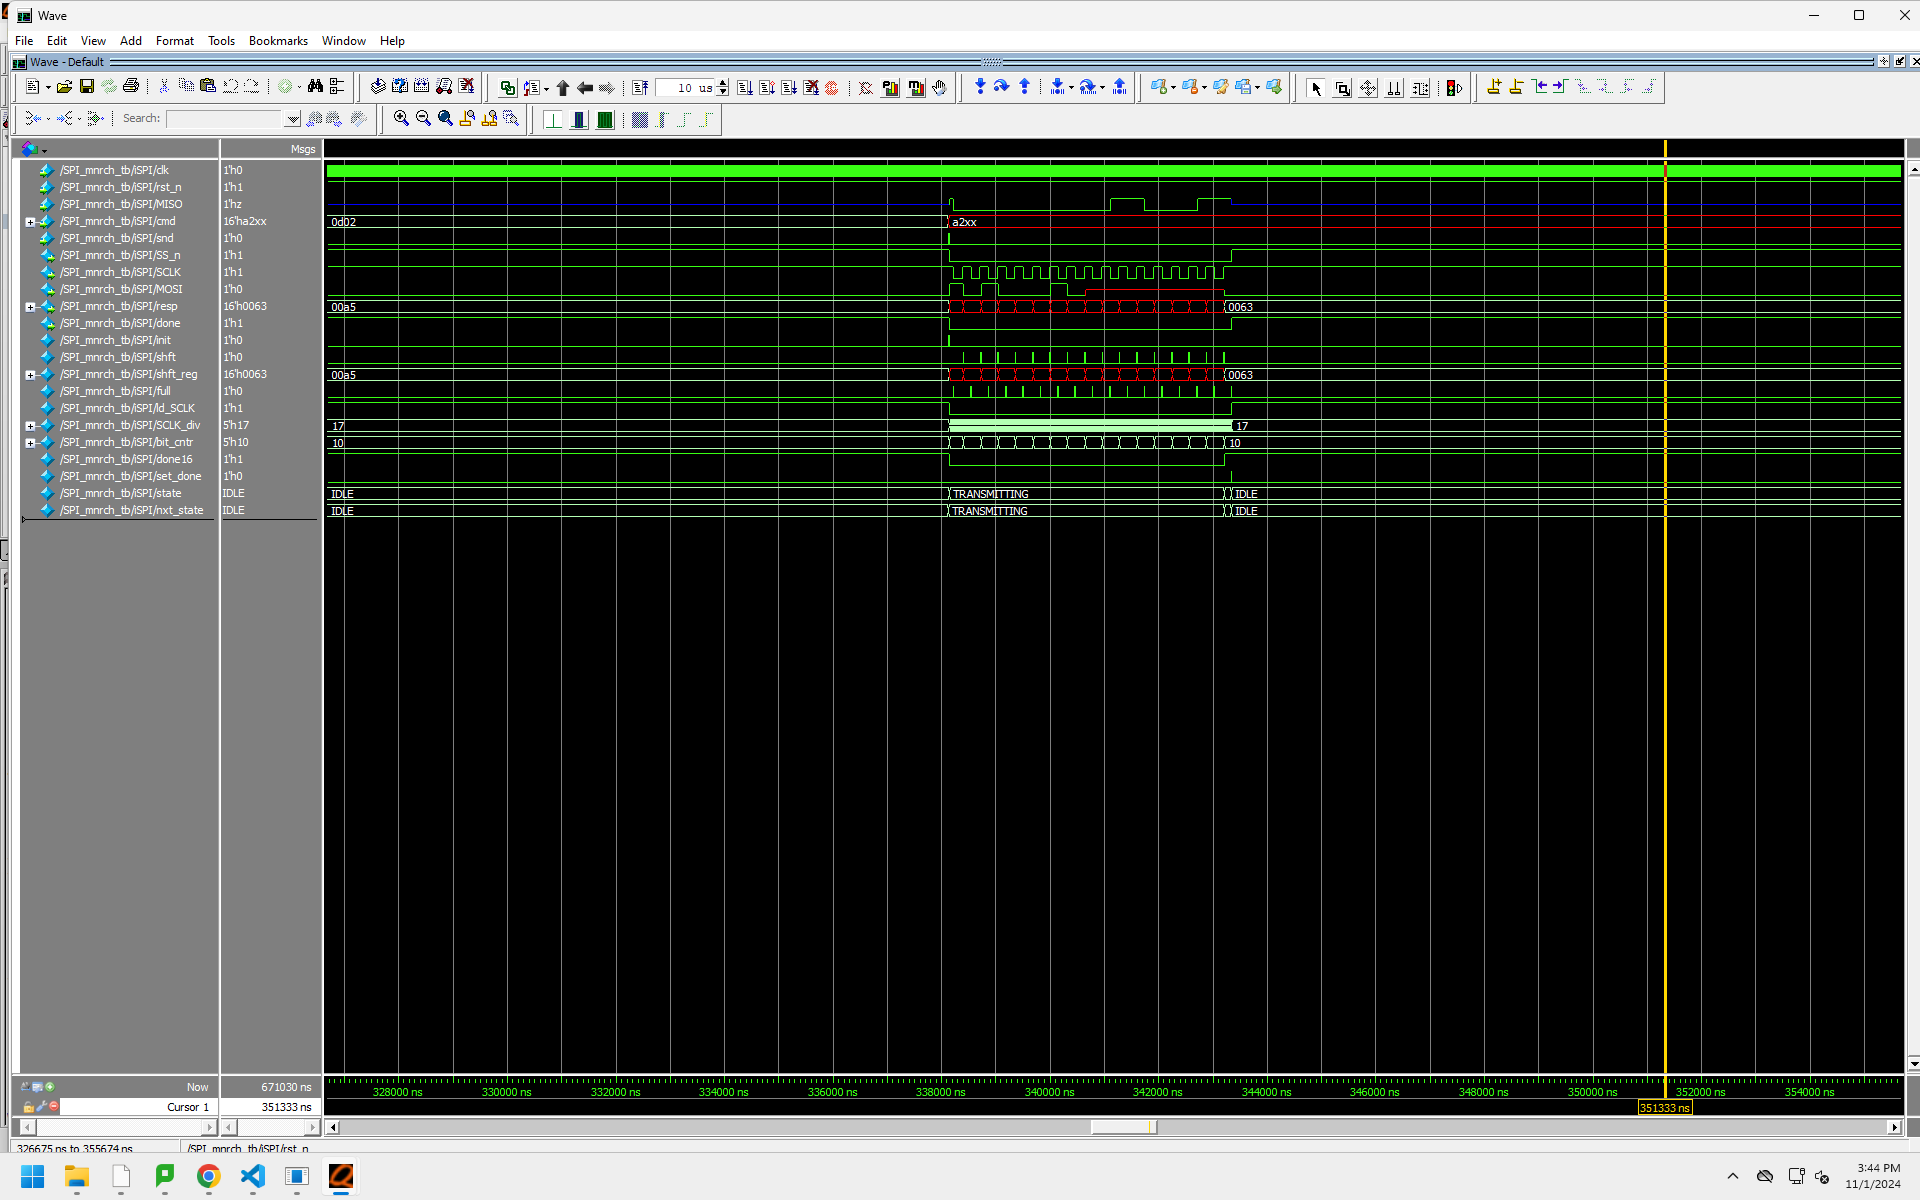 Wave
File Edit View Add Format Tools Bookmarks Window Help
Wave - Default
10 us
Search:
Msgs
/SPI_mnrch_tb/iSPI/clk 1'h0
/SPI_mnrch_tb/iSPI/rst_n 1'h1
/SPI_mnrch_tb/iSPI/MISO 1'hz
/SPI_mnrch_tb/iSPI/cmd 16'ha2xx 0d02 a2xx
/SPI_mnrch_tb/iSPI/snd 1'h0
/SPI_mnrch_tb/iSPI/SS_n 1'h1
/SPI_mnrch_tb/iSPI/SCLK 1'h1
/SPI_mnrch_tb/iSPI/MOSI 1'h0
/SPI_mnrch_tb/iSPI/resp 16'h0063 00a5 0063
/SPI_mnrch_tb/iSPI/done 1'h1
/SPI_mnrch_tb/iSPI/init 1'h0
/SPI_mnrch_tb/iSPI/shft 1'h0
/SPI_mnrch_tb/iSPI/shft_reg 16'h0063 00a5 0063
/SPI_mnrch_tb/iSPI/full 1'h0
/SPI_mnrch_tb/iSPI/ld_SCLK 1'h1
/SPI_mnrch_tb/iSPI/SCLK_div 5'h17 17 17
/SPI_mnrch_tb/iSPI/bit_cntr 5'h10 10 10
/SPI_mnrch_tb/iSPI/done16 1'h1
/SPI_mnrch_tb/iSPI/set_done 1'h0
/SPI_mnrch_tb/iSPI/state IDLE IDLE TRANSMITTING IDLE
/SPI_mnrch_tb/iSPI/nxt_state IDLE IDLE TRANSMITTING IDLE
Now 671030 ns 328000 ns 330000 ns 332000 ns 334000 ns 336000 ns 338000 ns 340000 ns 342000 ns 344000 ns 346000 ns 348000 ns 350000 ns 352000 ns 354000 ns
Cursor 1 351333 ns 351333 ns
326675 ns to 355674 ns /SPI_mnrch_tb/iSPI/rst_n
3:44 PM
11/1/2024